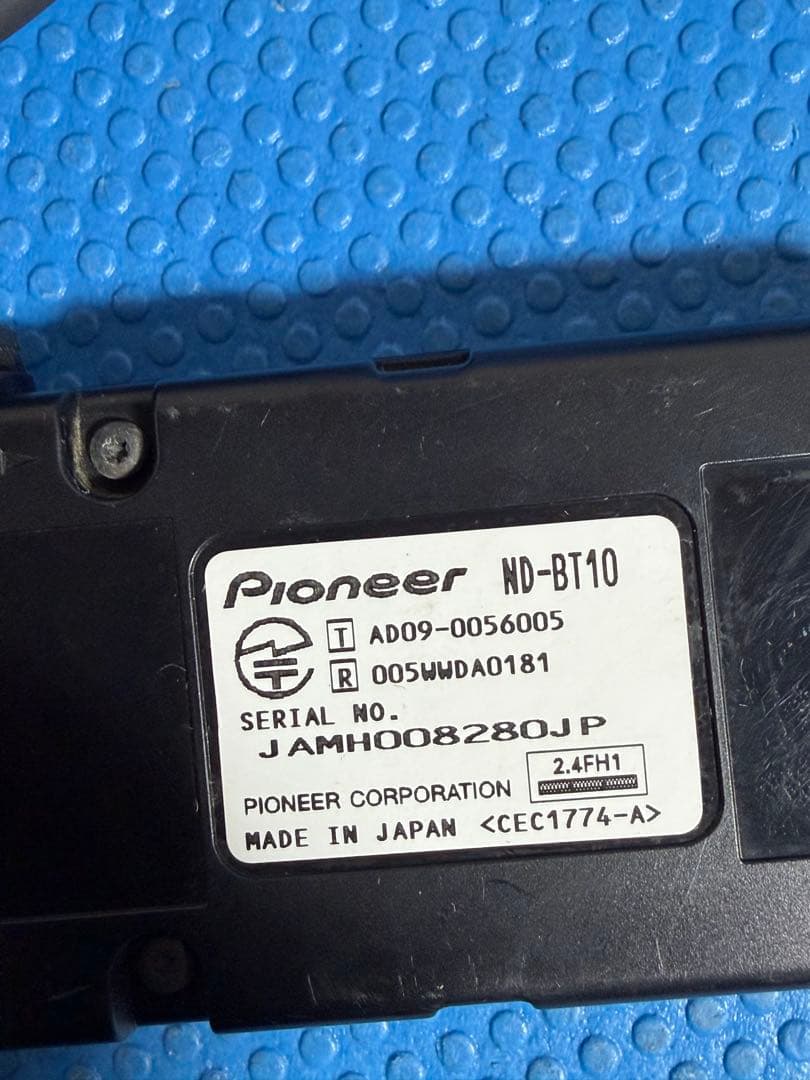 Pioneer ND-BT10
T AD09-0056005
R 005WWDA0181
SERIAL NO.
JAMH008280JP
2.4FH1
PIONEER CORPORATION
MADE IN JAPAN <CEC1774-A>